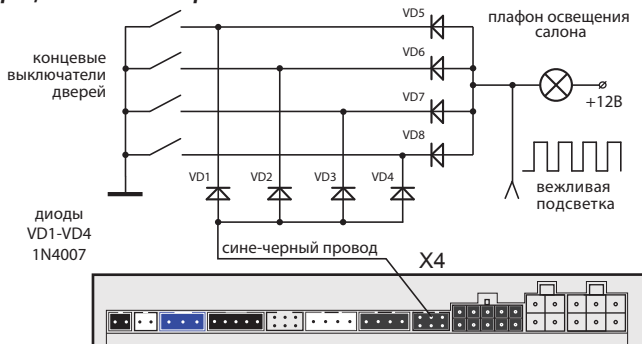 VD5
VD6
VD7
VD8
плафон освещения
салона
концевые
выключатели
дверей
+12В
VD1
VD2
VD3
VD4
вежливая
подсветка
диоды
VD1-VD4
1N4007
сине-черный провод
X4